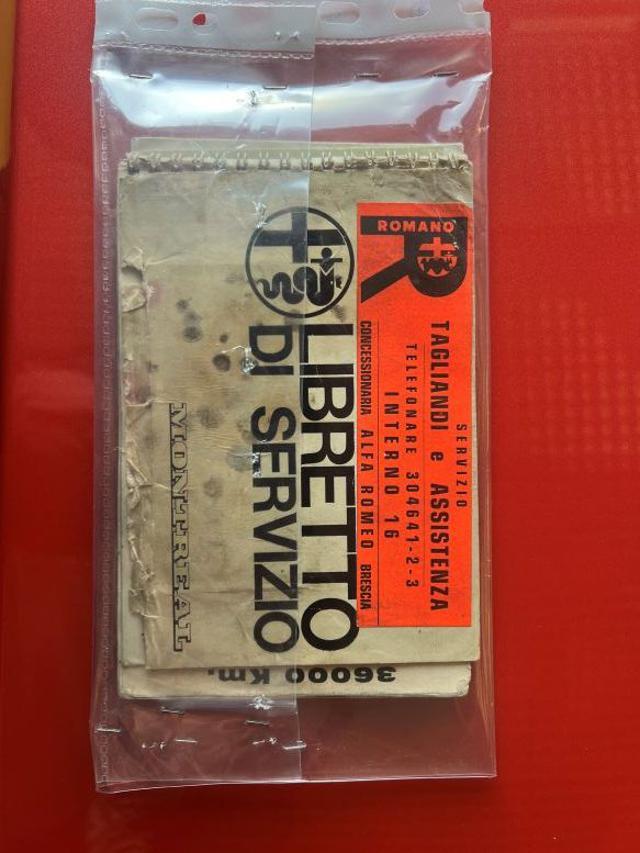 ROMANO
R
SERVIZIO
TAGLIANDI e ASSISTENZA
TELEFONARE 304641-2-3
INTERNO 16
CONCESSIONARIA ALFA ROMEO BRESCIA
LIBRETTO
DI SERVIZIO
MONTREAL
36000 Km.